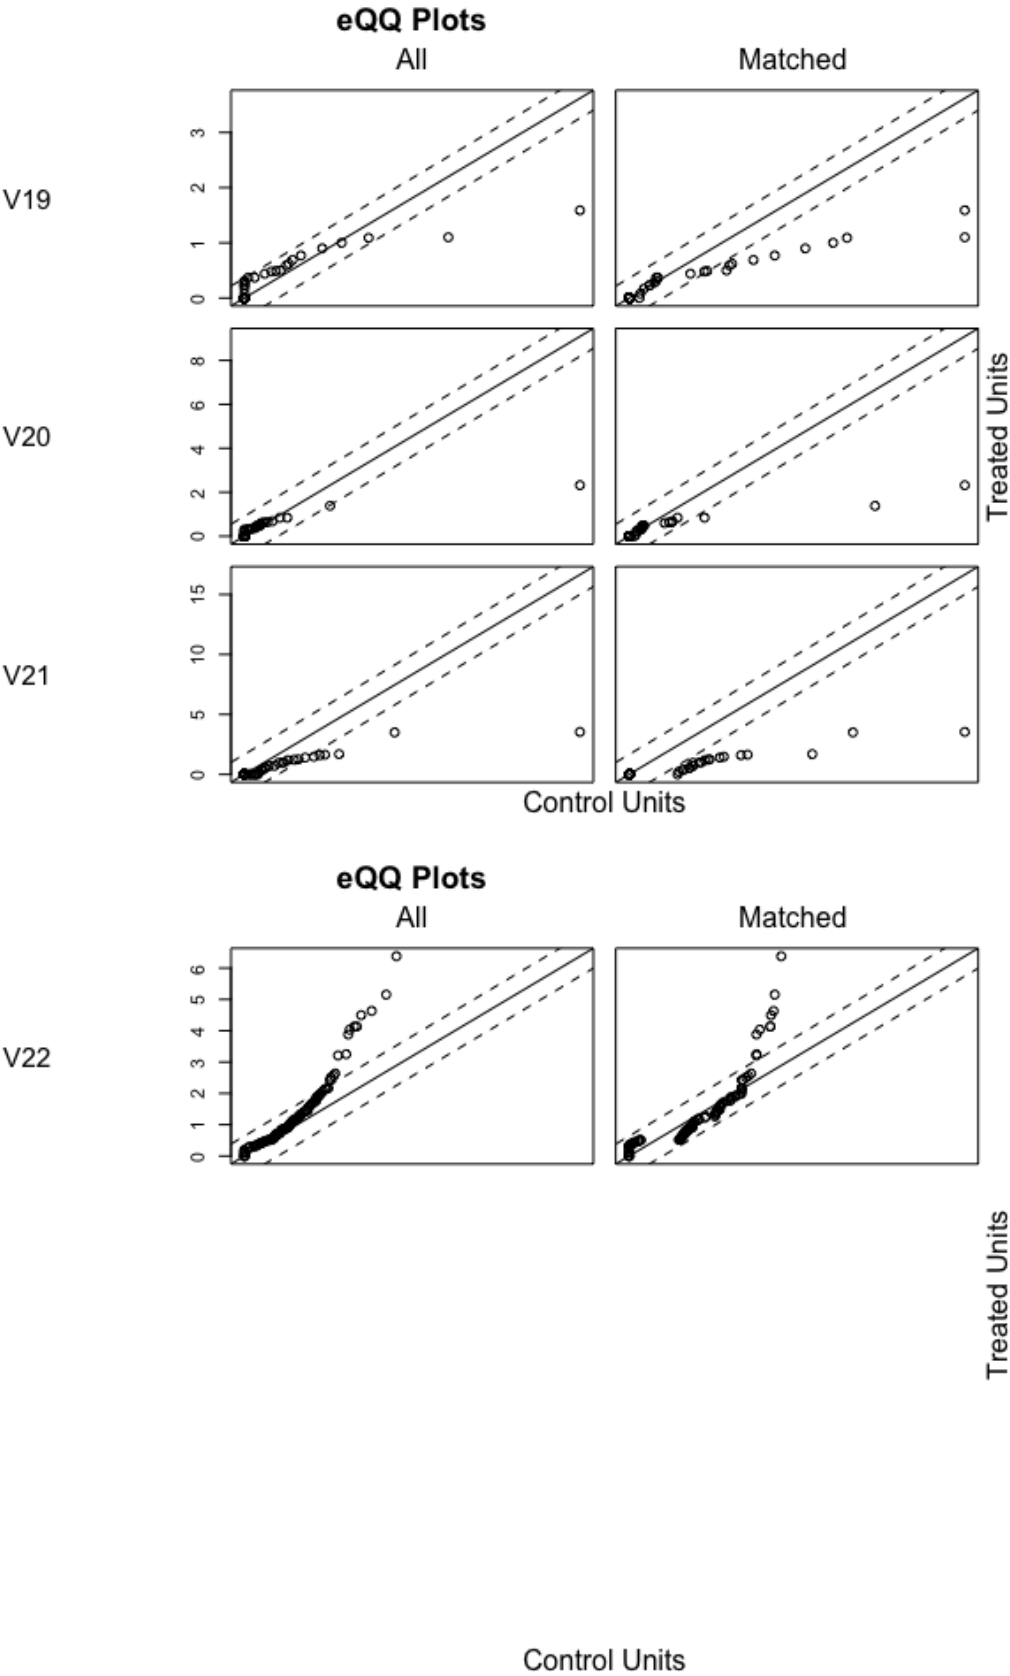 eQQ Plots
All Matched
V19
3
2
1
0
V20
8
6
4
2
0
Treated Units
V21
15
10
5
0
Control Units
eQQ Plots
All Matched
V22
6
5
4
3
2
1
0
Treated Units
Control Units